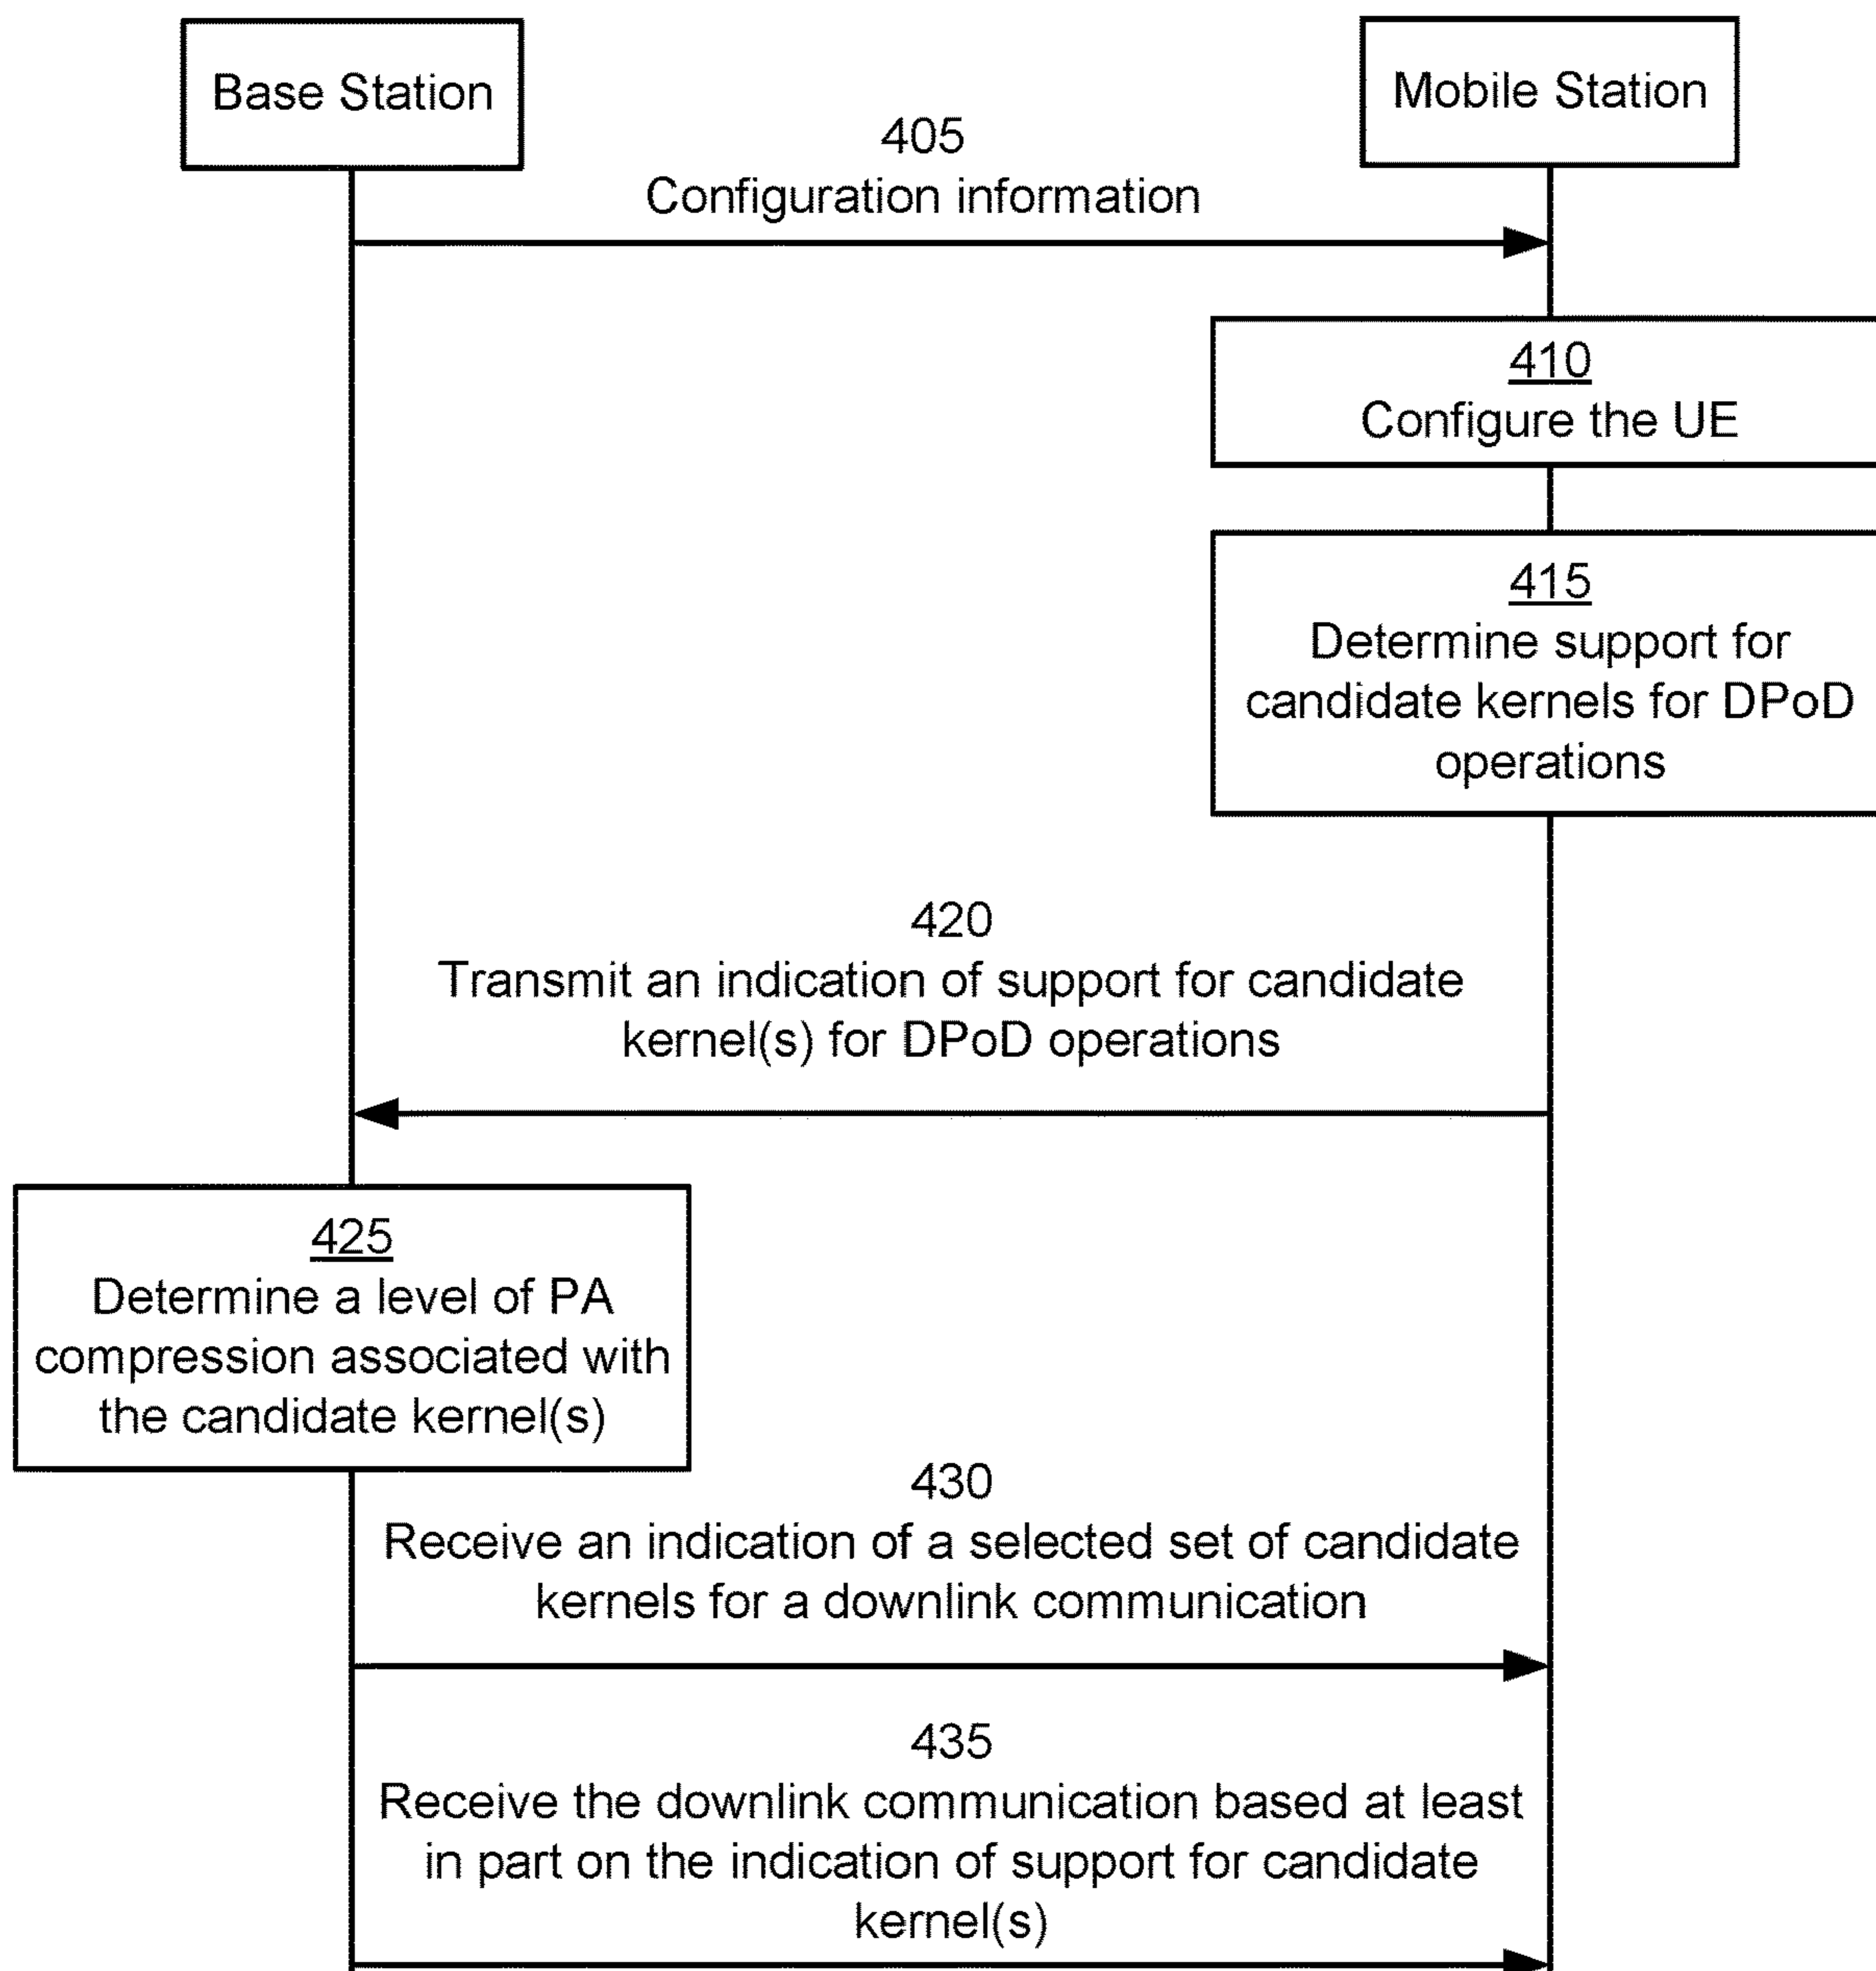 Base Station
Mobile Station
405
Configuration information
410
Configure the UE
415
Determine support for
candidate kernels for DPoD
operations
420
Transmit an indication of support for candidate
kernel(s) for DPoD operations
425
Determine a level of PA
compression associated with
the candidate kernel(s)
430
Receive an indication of a selected set of candidate
kernels for a downlink communication
435
Receive the downlink communication based at least
in part on the indication of support for candidate
kernel(s)